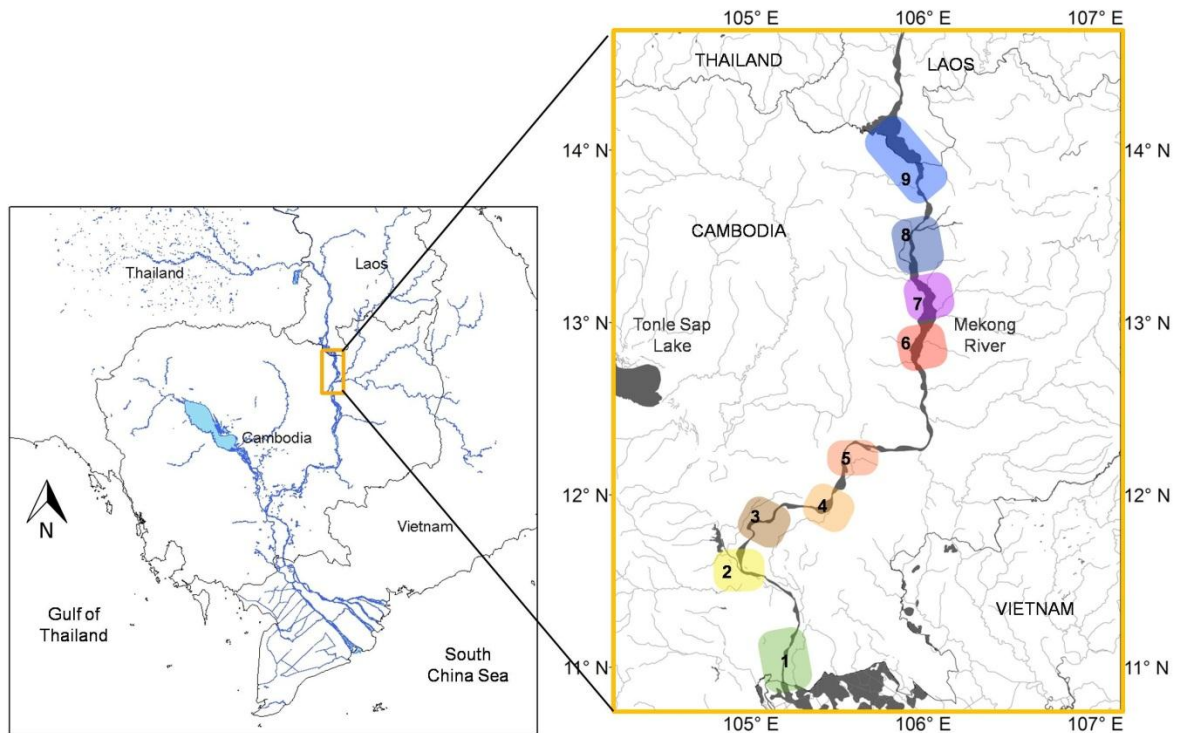 Thailand
Laos
Cambodia
Vietnam
N
Gulf of
Thailand
South
China Sea
105° E
106° E
107° E
THAILAND
LAOS
14° N
14° N
9
CAMBODIA
8
7
13° N
13° N
Tonle Sap
Lake
Mekong
River
6
5
12° N
12° N
4
3
2
VIETNAM
1
11° N
11° N
105° E
106° E
107° E